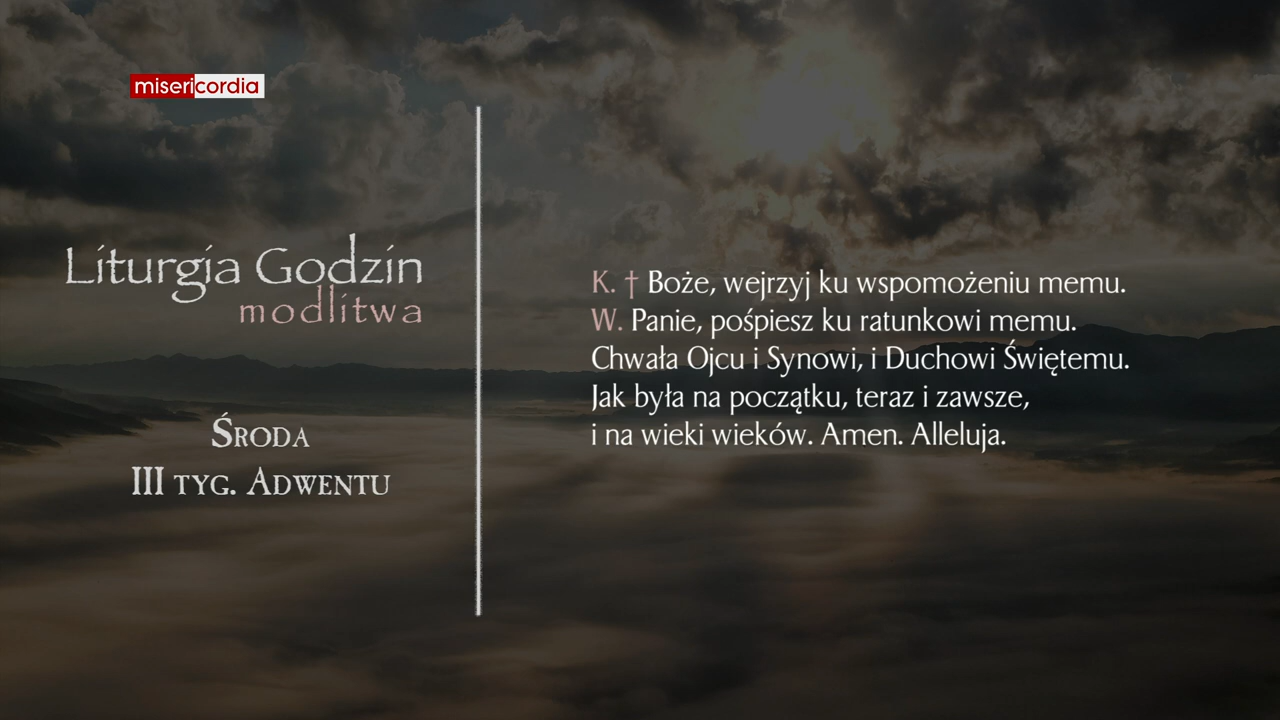 misericordia
Liturgia Godzin
modlitwa
Środa
III tyg. Adwentu
K. † Boże, wejrzyj ku wspomożeniu memu.
W. Panie, pośpiesz ku ratunkowi memu.
Chwała Ojcu i Synowi, i Duchowi Świętemu.
Jak była na początku, teraz i zawsze,
i na wieki wieków. Amen. Alleluja.